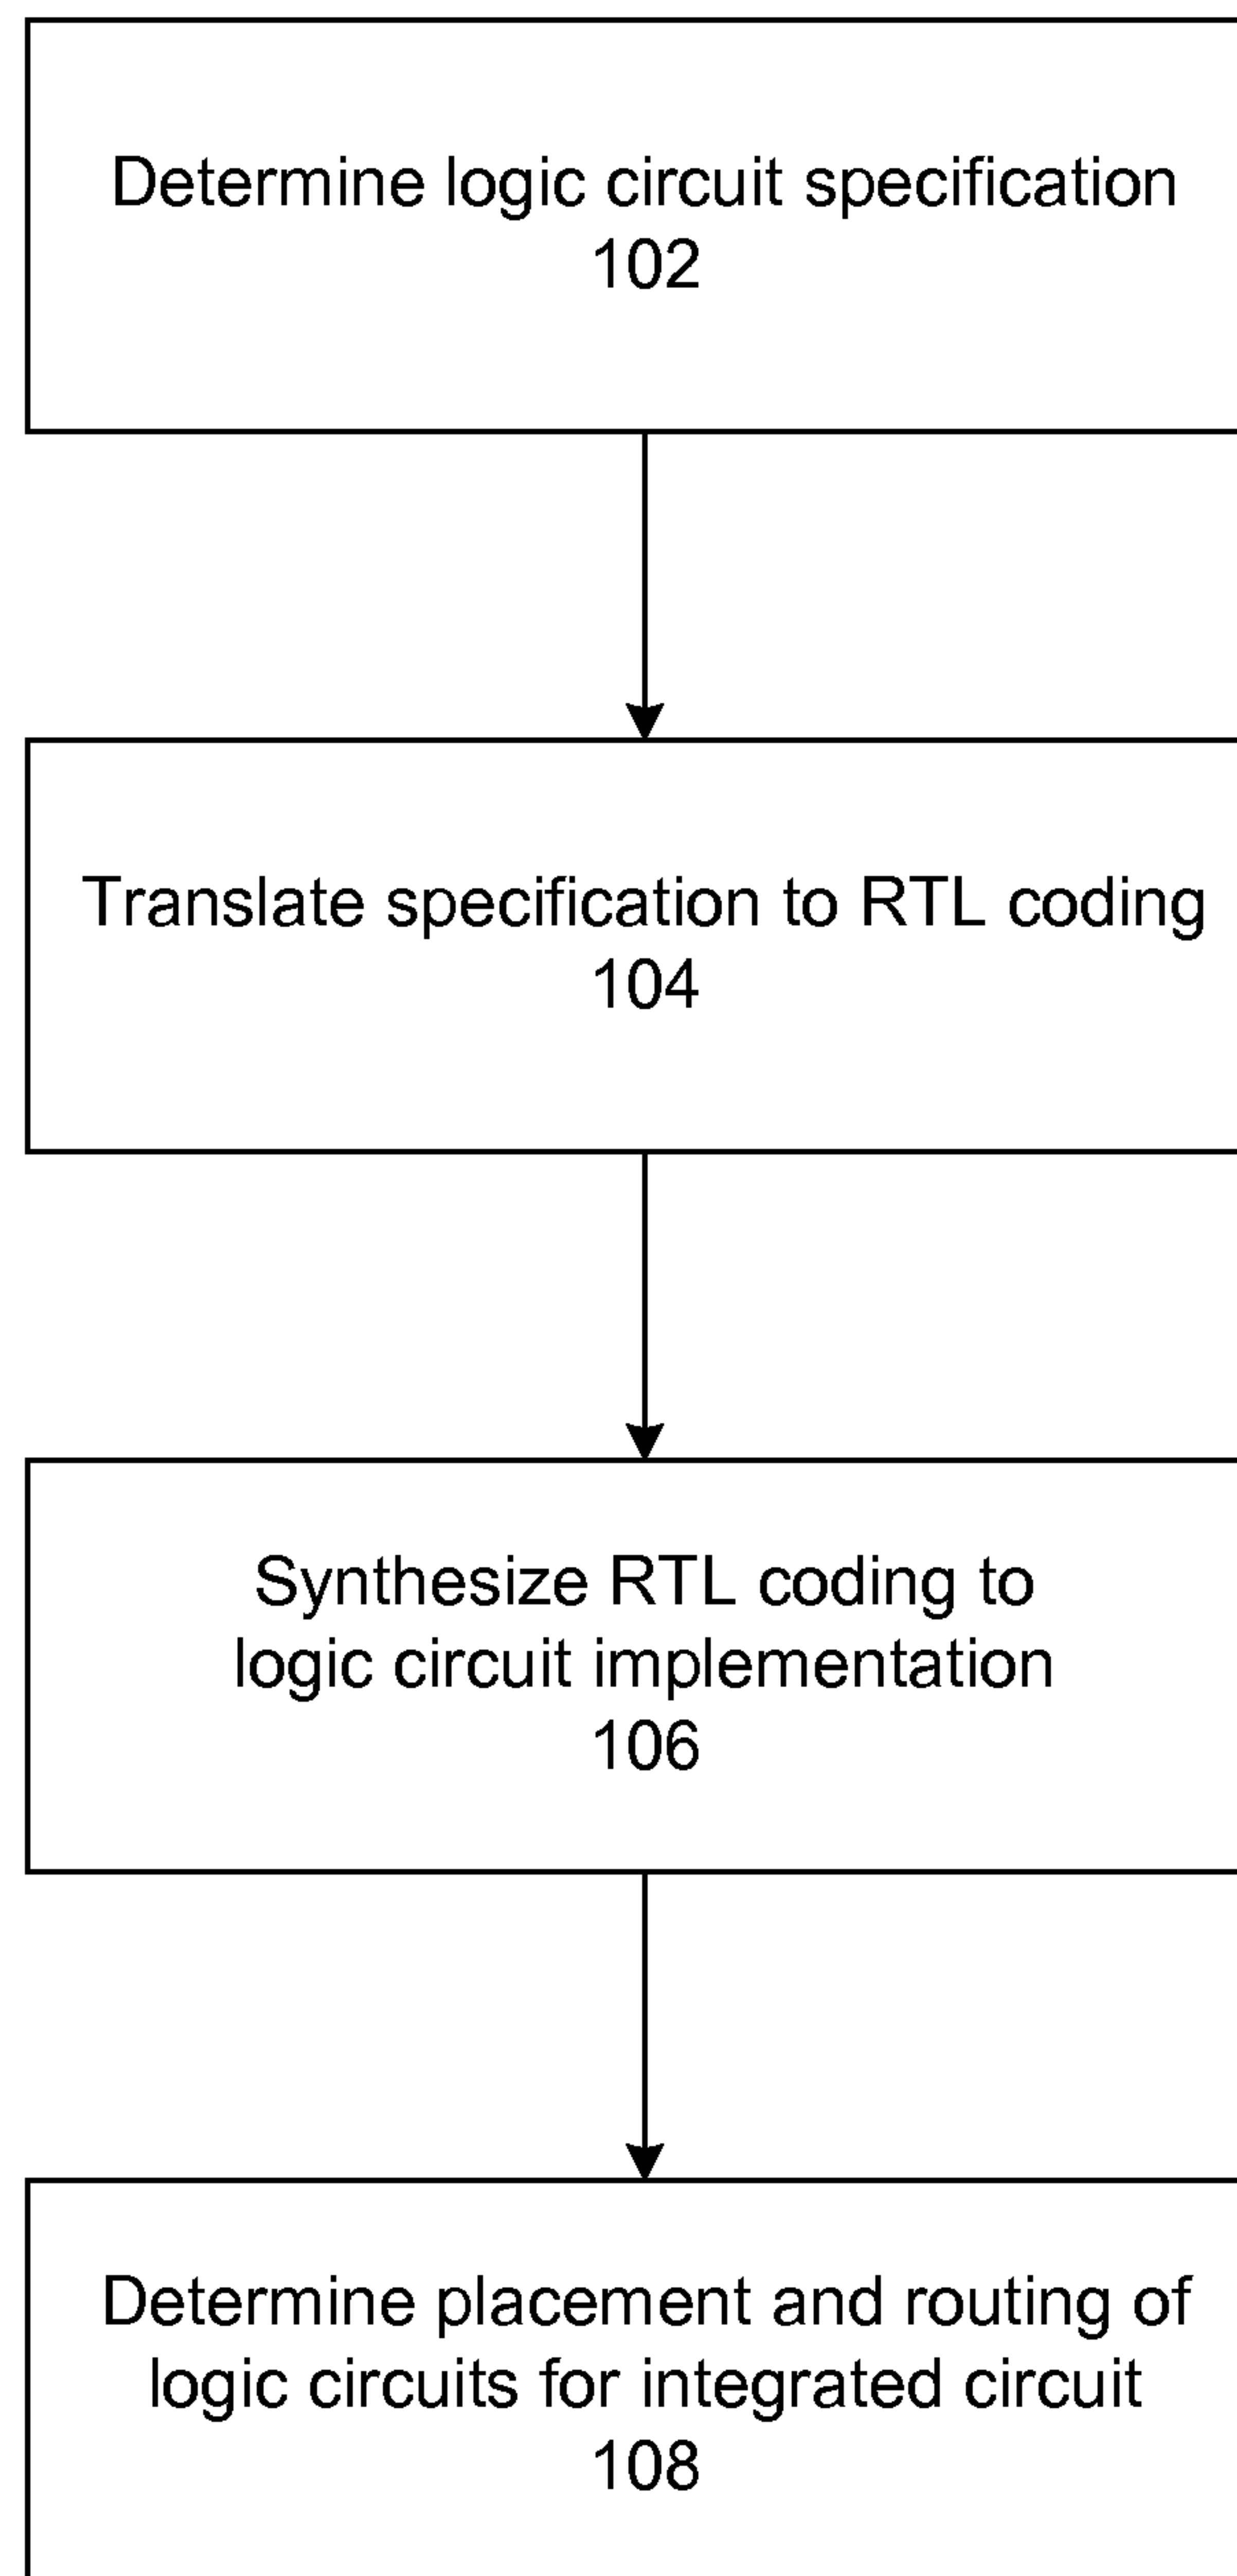 Determine logic circuit specification
102
Translate specification to RTL coding
104
Synthesize RTL coding to
logic circuit implementation
106
Determine placement and routing of
logic circuits for integrated circuit
108